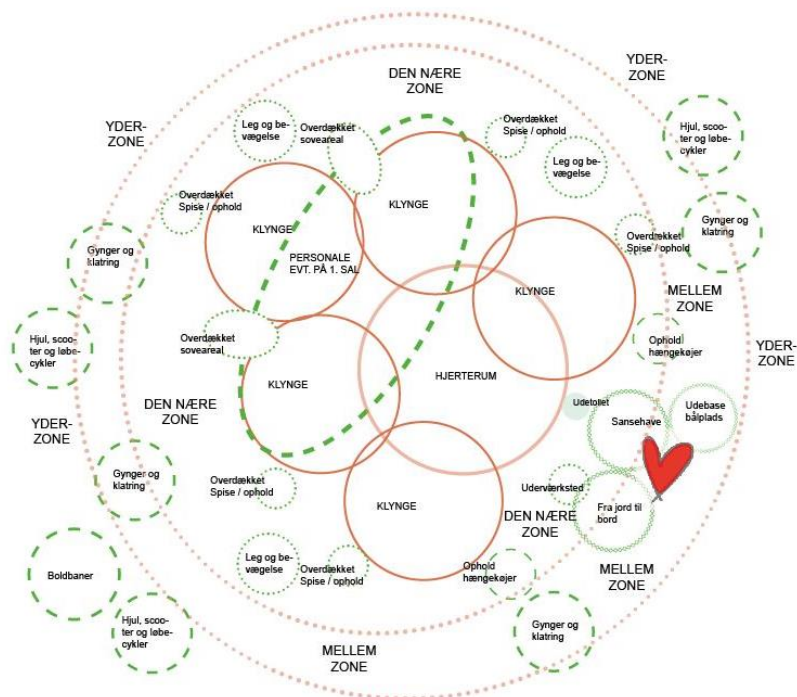 YDER-
ZONE
DEN NÆRE
ZONE
YDER-
ZONE
Leg og be-
vægelse
Overdækket
soveareal
Overdækket
Spise / ophold
Hjul, scoo-
ter og løbe-
cykler
Leg og be-
vægelse
Overdækket
Spise / ophold
KLYNGE
KLYNGE
Gynger og
klatring
Overdækket
Spise / ophold
Gynger og
klatring
PERSONALE
EVT. PÅ 1. SAL
KLYNGE
MELLEM
ZONE
Hjul, scoo-
ter og løbe-
cykler
Overdækket
soveareal
Ophold
hængekøjer
YDER-
ZONE
KLYNGE
HJERTERUM
DEN NÆRE
ZONE
YDER-
ZONE
Udetoilet
Sansehave
Udebase
bålplads
Gynger og
klatring
Overdækket
Spise / ophold
Uderværksted
KLYNGE
Fra jord til
bord
DEN NÆRE
ZONE
Boldbaner
Leg og be-
vægelse
Overdækket
Spise / ophold
Ophold
hængekøjer
MELLEM
ZONE
Hjul, scoo-
ter og løbe-
cykler
Gynger og
klatring
MELLEM
ZONE